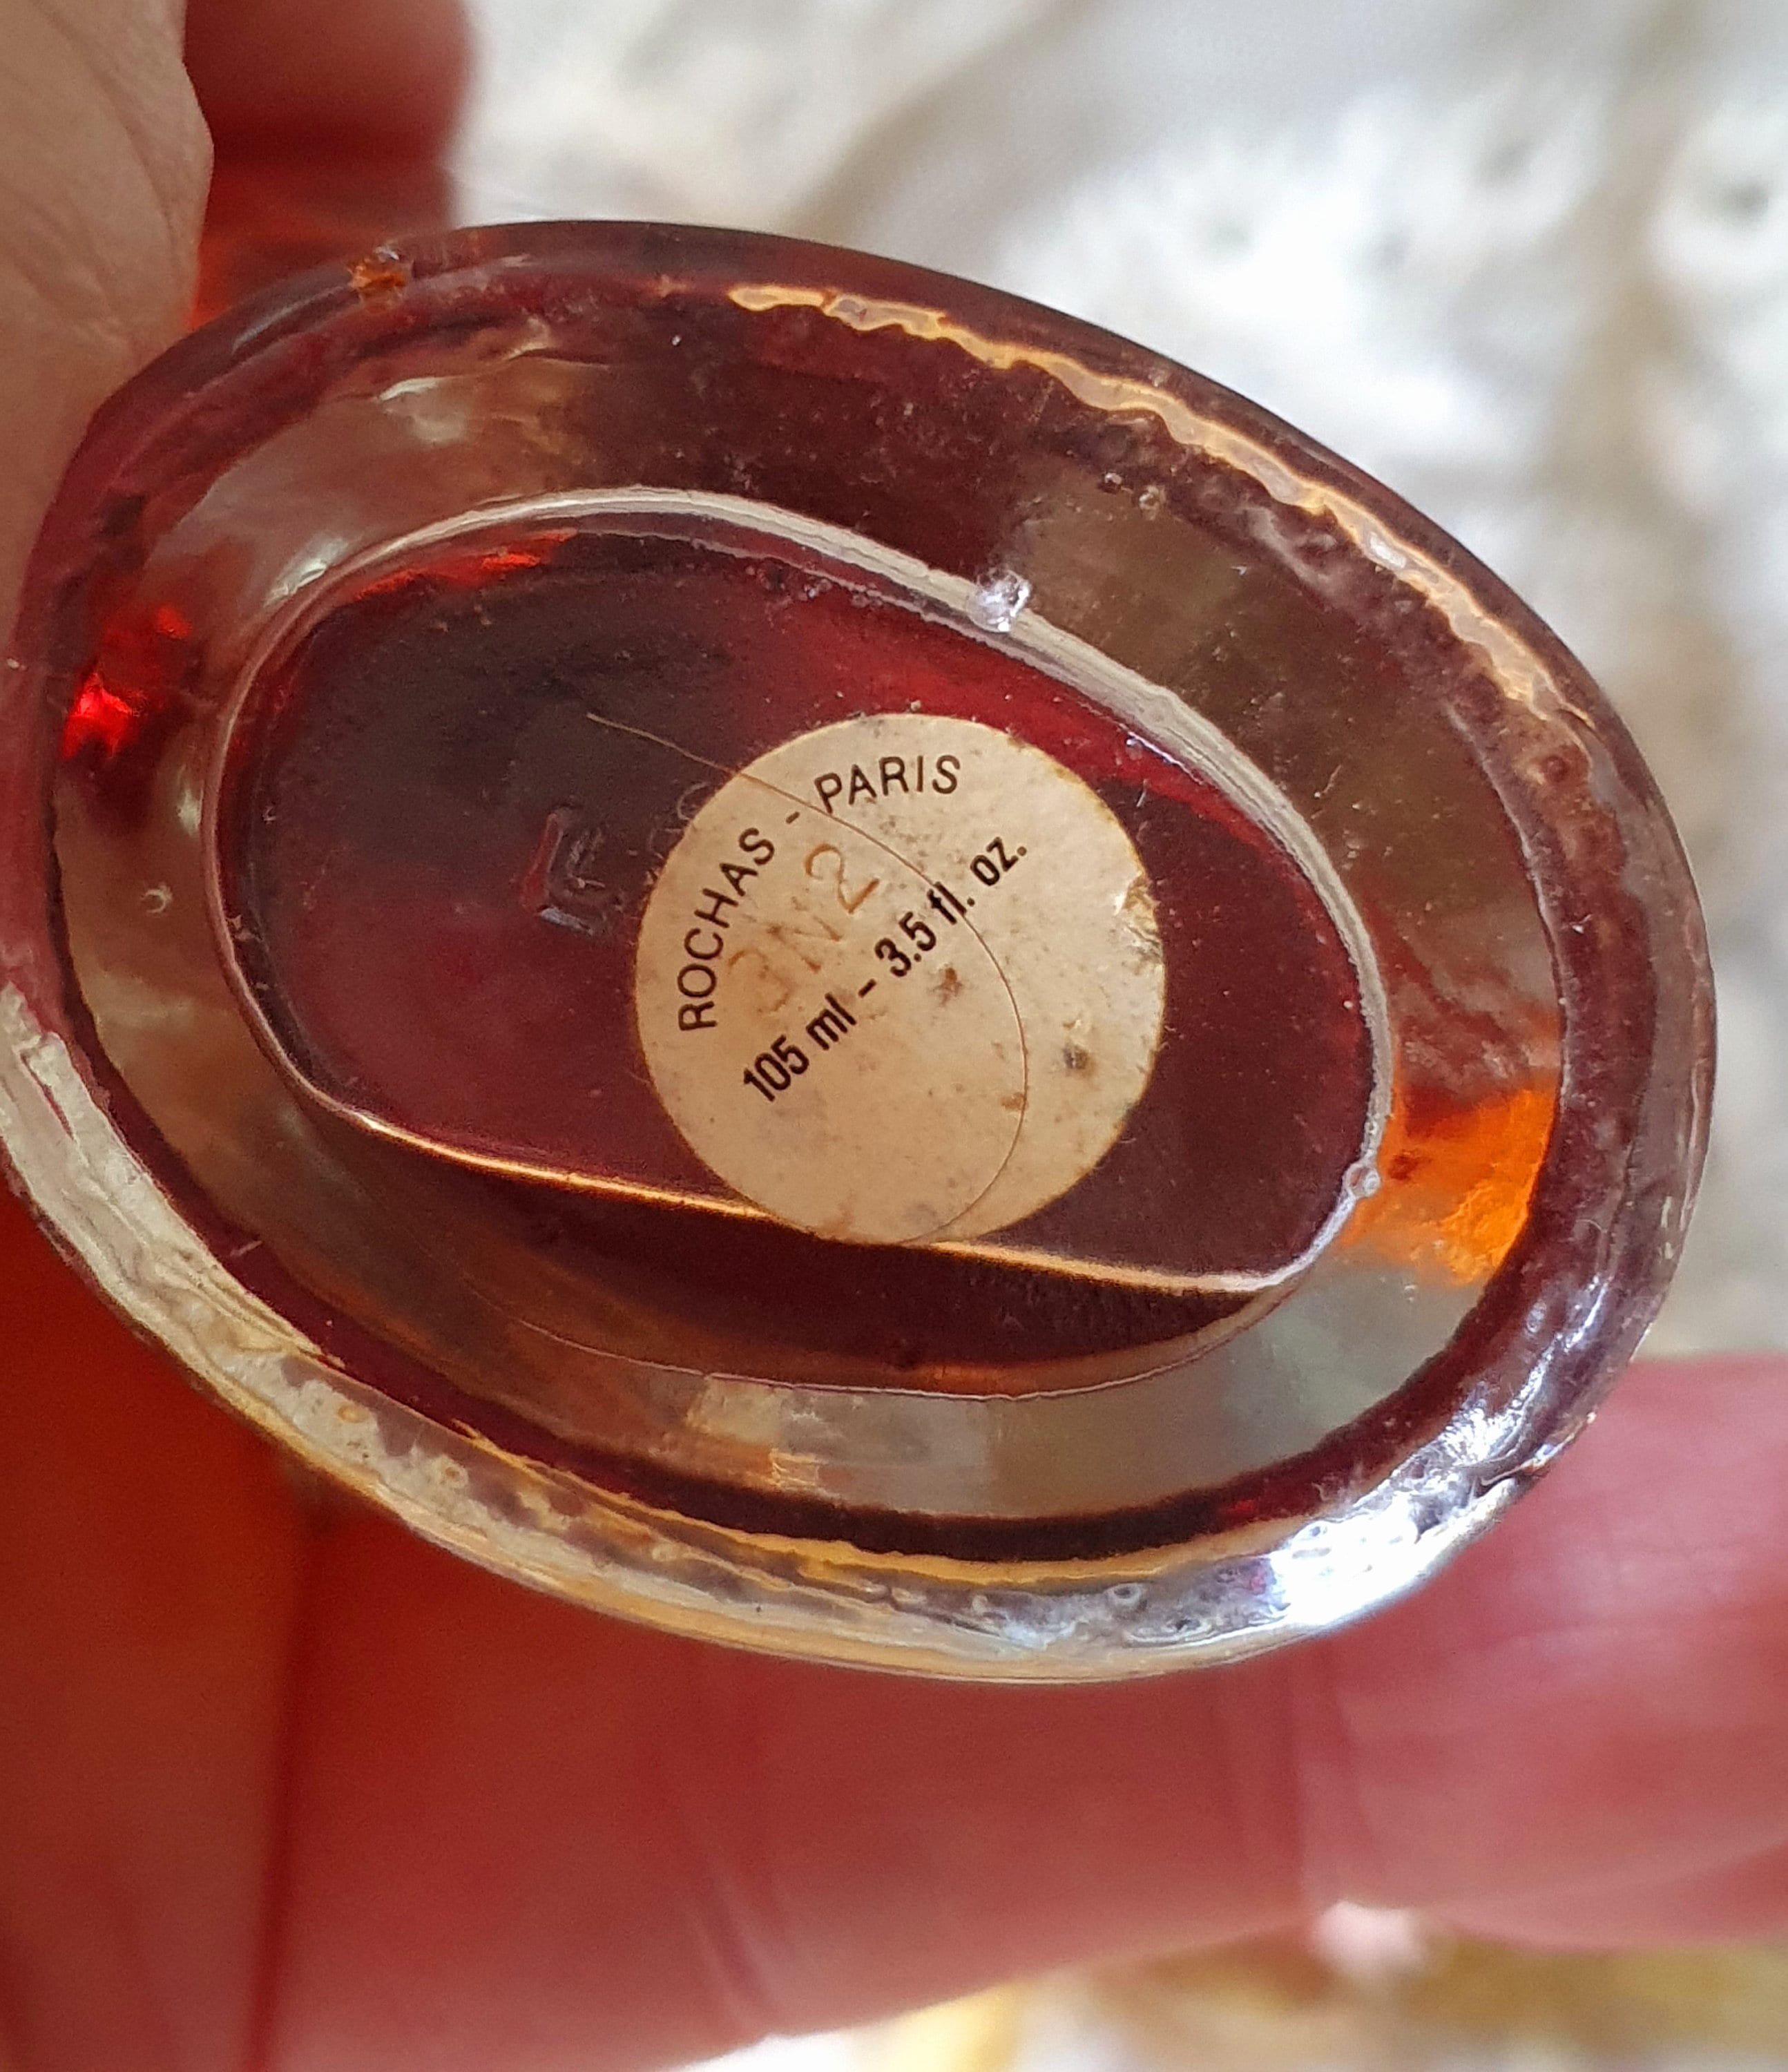 ROCHAS - PARIS
3N2
105 ml – 3.5 fl. oz.